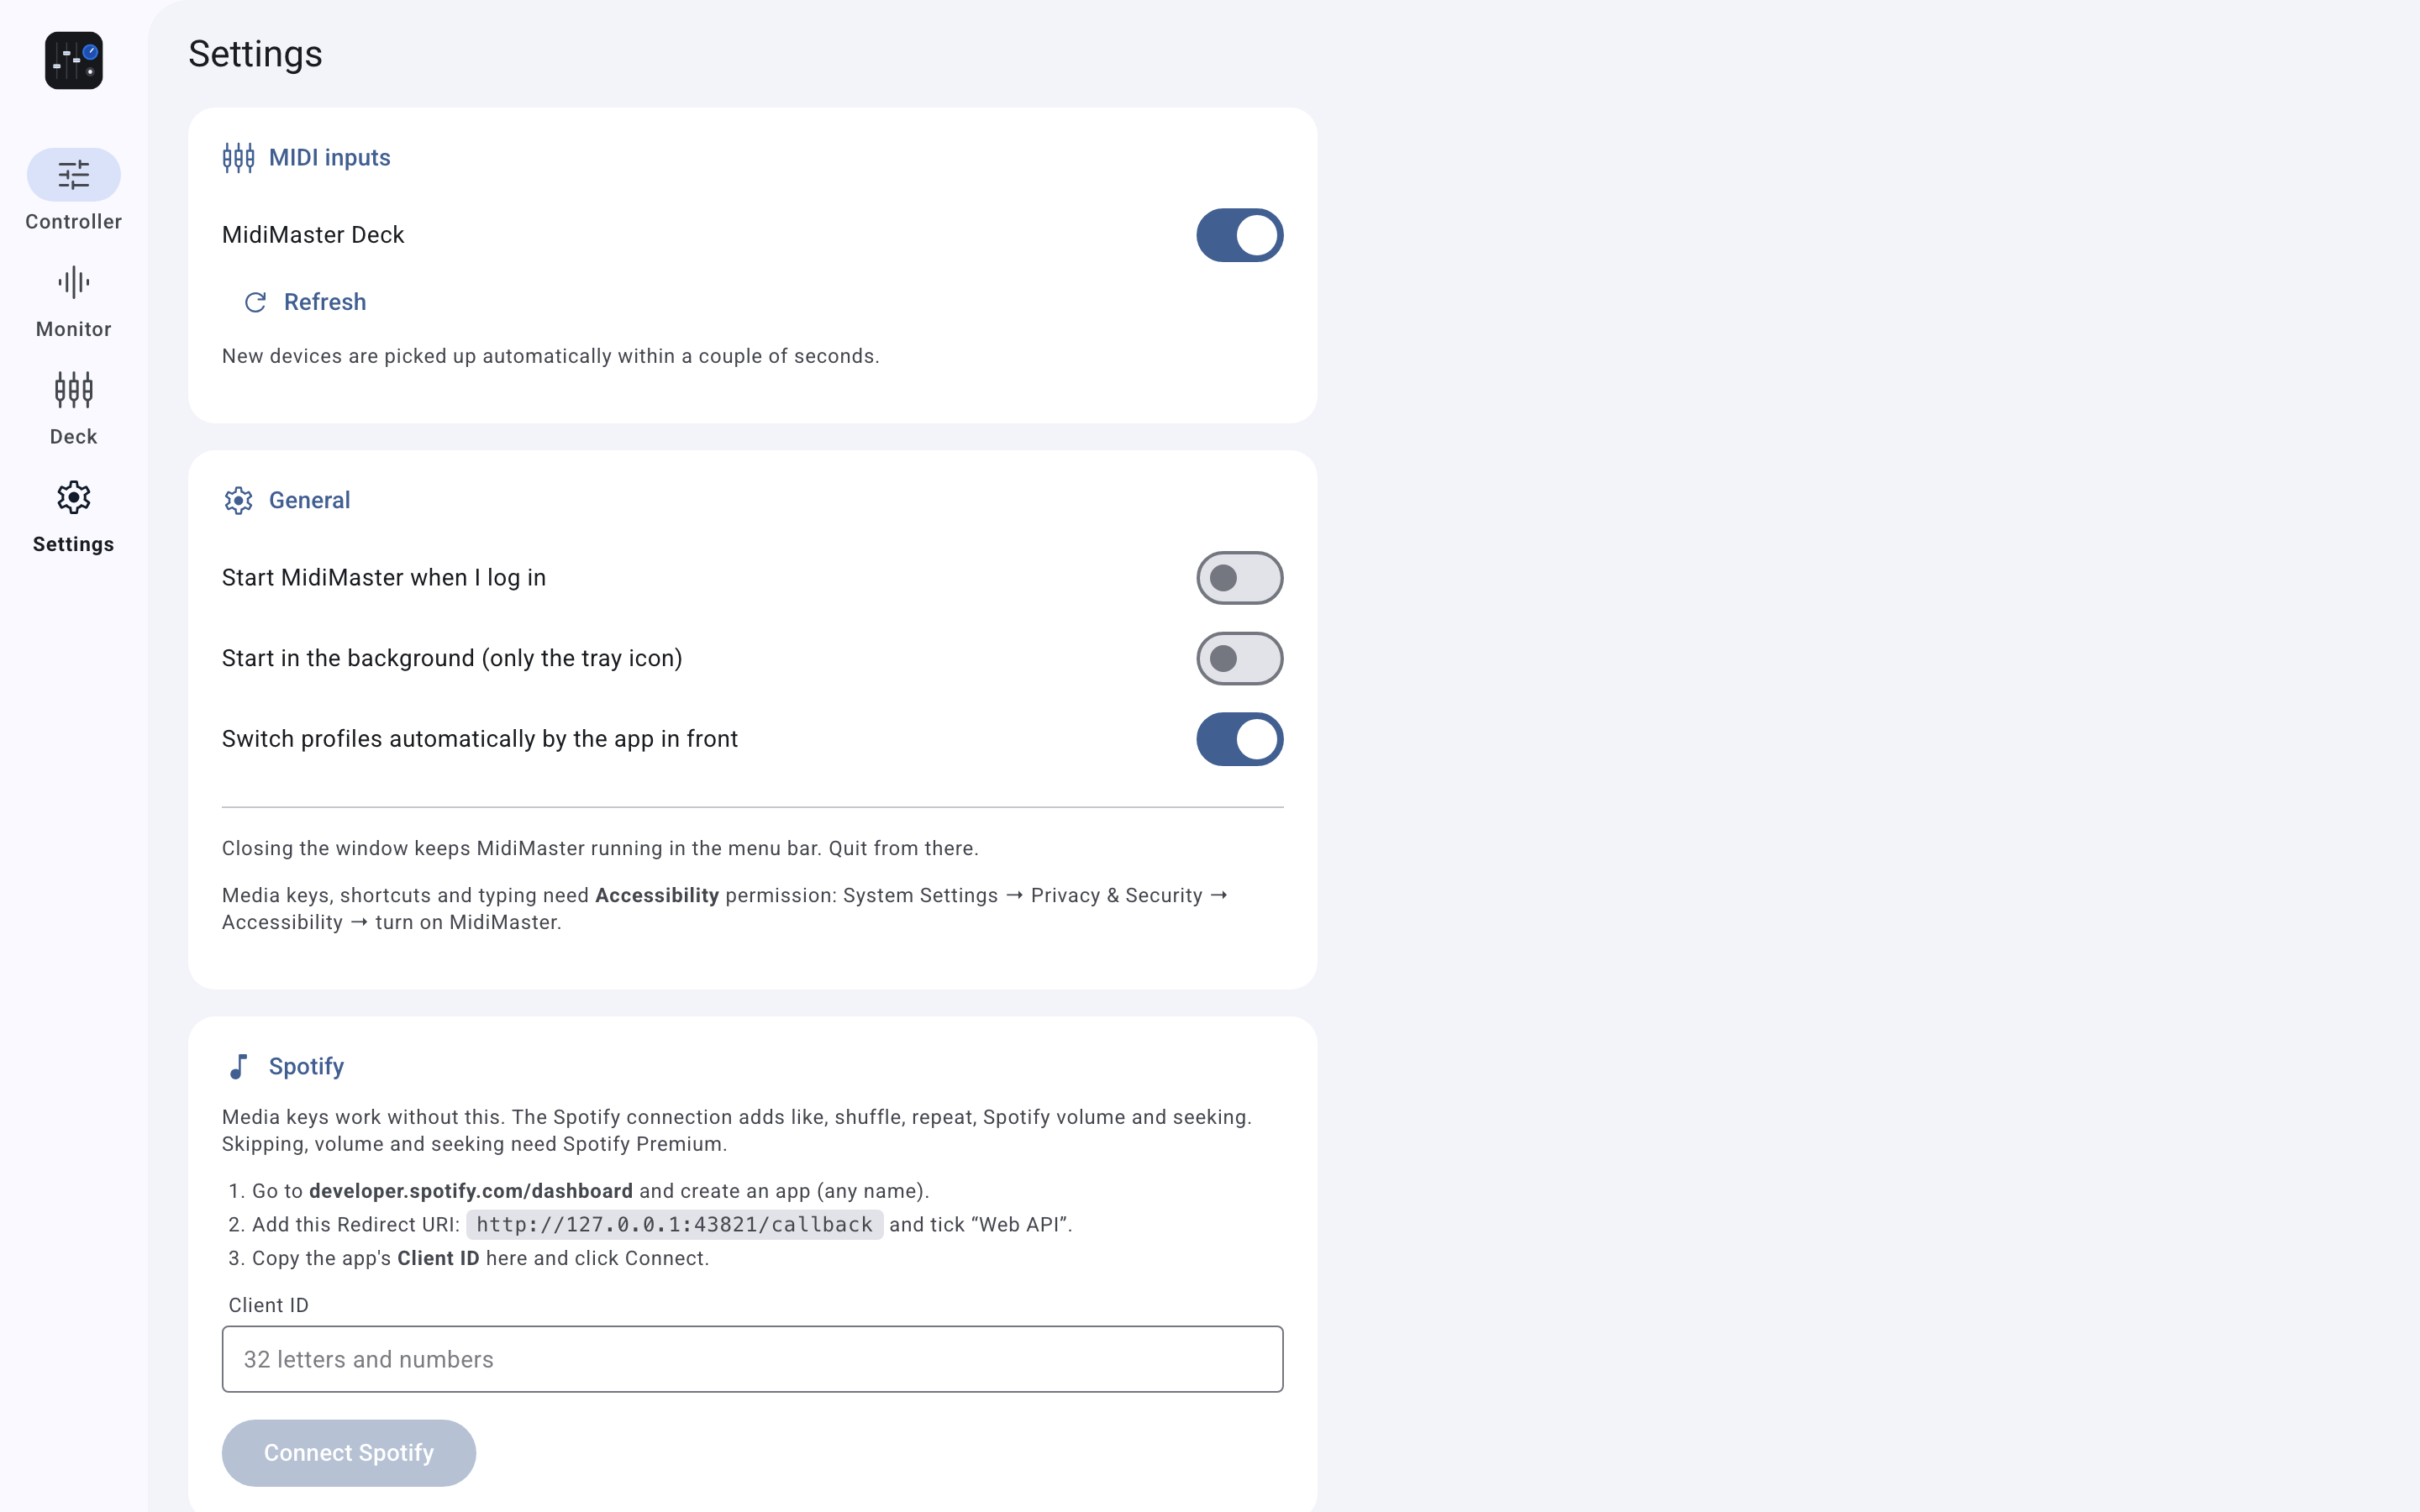 Settings
Controller
Monitor
Deck
Settings
MIDI inputs
MidiMaster Deck
Refresh
New devices are picked up automatically within a couple of seconds.
General
Start MidiMaster when I log in
Start in the background (only the tray icon)
Switch profiles automatically by the app in front
Closing the window keeps MidiMaster running in the menu bar. Quit from there.
Media keys, shortcuts and typing need Accessibility permission: System Settings → Privacy & Security →
Accessibility → turn on MidiMaster.
Spotify
Media keys work without this. The Spotify connection adds like, shuffle, repeat, Spotify volume and seeking.
Skipping, volume and seeking need Spotify Premium.
1. Go to developer.spotify.com/dashboard and create an app (any name).
2. Add this Redirect URI: http://127.0.0.1:43821/callback and tick “Web API”.
3. Copy the app's Client ID here and click Connect.
Client ID
32 letters and numbers
Connect Spotify